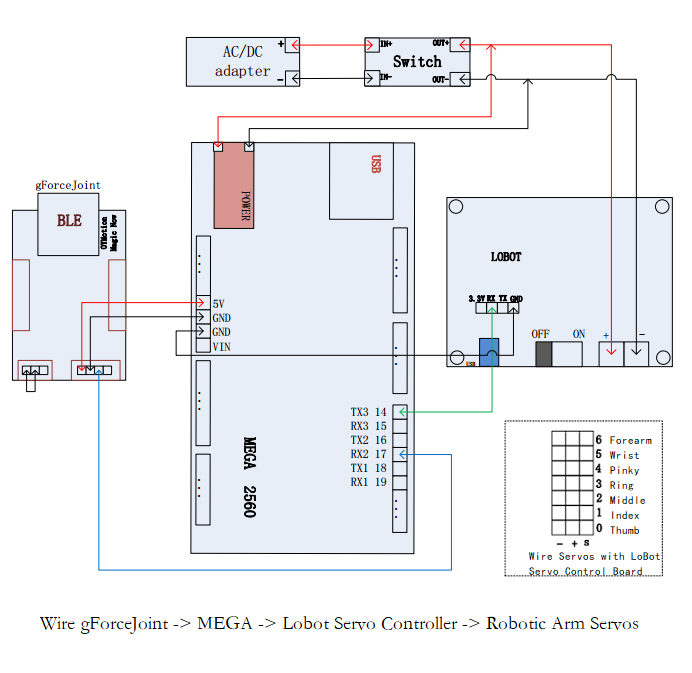 AC/DC
adapter
+
-
IN+
IN-
Switch
OUT+
OUT-
gForceJoint
BLE
OYMotion
Magic Now
POWER
USB
5V
GND
GND
VIN
LOBOT
3.3V RX TX GND
OFF ON + -
USB
TX3 14
RX3 15
TX2 16
RX2 17
TX1 18
RX1 19
MEGA 2560
6 Forearm
5 Wrist
4 Pinky
3 Ring
2 Middle
1 Index
0 Thumb
- + s
Wire Servos with LoBot
Servo Control Board
Wire gForceJoint -> MEGA -> Lobot Servo Controller -> Robotic Arm Servos